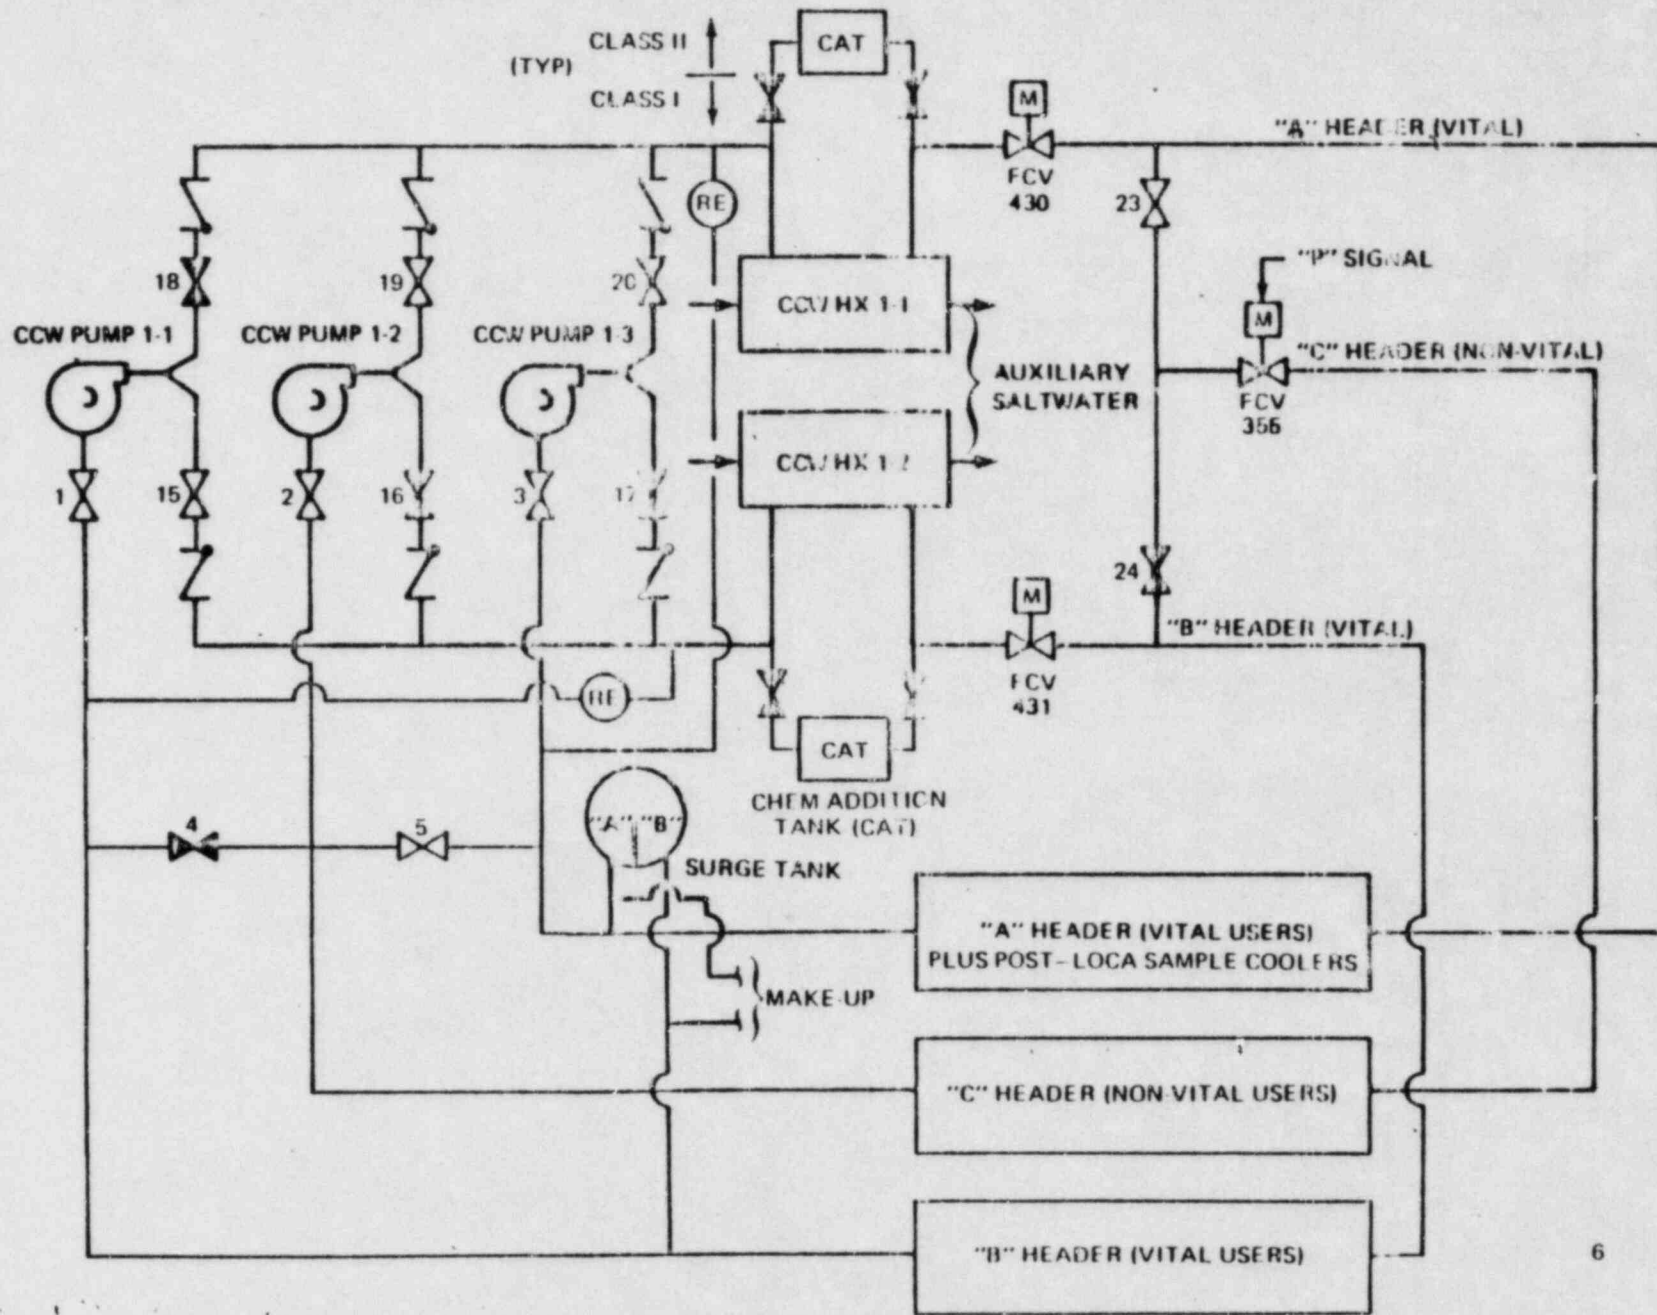 CLASS II
(TYP)
CLASS I
CAT
M
"A" HEADER (VITAL)
FCV
430
RE
23
18
19
20
"P" SIGNAL
CCW PUMP 1-1
CCW PUMP 1-2
CCW PUMP 1-3
CCW HX 1-1
M
"C" HEADER (NON-VITAL)
FCV
356
AUXILIARY
SALTWATER
CCW HX 1-2
1
15
2
16
3
17
24
M
"B" HEADER (VITAL)
FCV
431
RE
CAT
CHEM ADDITION
TANK (CAT)
4
5
"A" "B"
SURGE TANK
"A" HEADER (VITAL USERS)
PLUS POST-LOCA SAMPLE COOLERS
MAKE-UP
"C" HEADER (NON-VITAL USERS)
"B" HEADER (VITAL USERS)
6